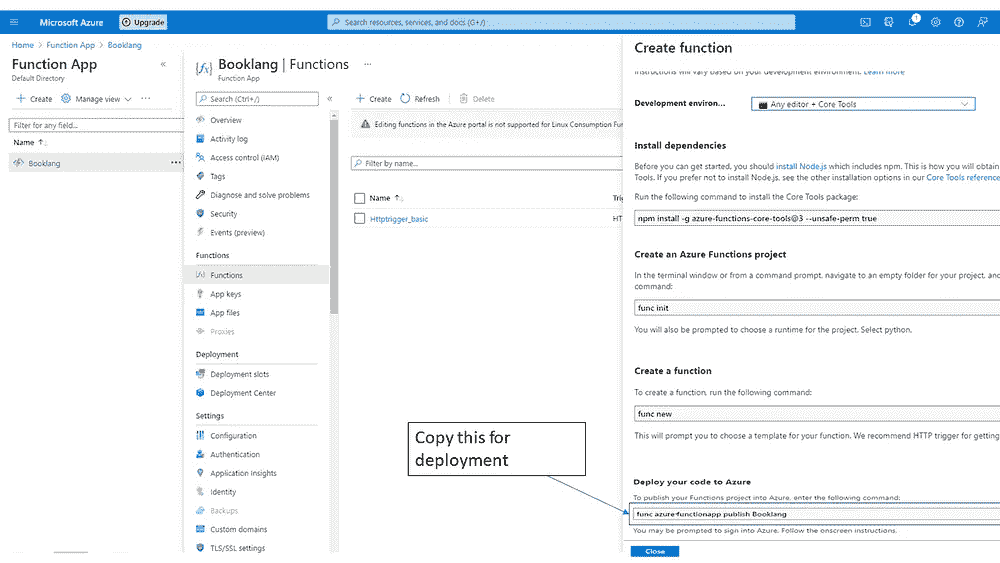 Microsoft Azure
Upgrade
Search resources, services, and docs (G+/)
1
Home > Function App > Booklang
Function App
Default Directory
Create
Manage view
Filter for any field...
Name
Booklang
Booklang | Functions
Function App
Search (Ctrl+/)
Overview
Activity log
Access control (IAM)
Tags
Diagnose and solve problems
Security
Events (preview)
Functions
Functions
App keys
App files
Proxies
Deployment
Deployment slots
Deployment Center
Settings
Configuration
Authentication
Application Insights
Identity
Backups
Custom domains
TLS/SSL settings
Create
Refresh
Delete
Editing functions in the Azure portal is not supported for Linux Consumption Fun
Filter by name...
Name
Trig
Httptrigger_basic
HT
Copy this for
deployment
Create function
Instructions will vary based on your development environment. Learn more
Development environ...
Any editor + Core Tools
Install dependencies
Before you can get started, you should install Node.js which includes npm. This is how you will obtain
Tools. If you prefer not to install Node.js, see the other installation options in our Core Tools reference
Run the following command to install the Core Tools package:
npm install -g azure-functions-core-tools@3 --unsafe-perm true
Create an Azure Functions project
In the terminal window or from a command prompt, navigate to an empty folder for your project, and
command:
func init
You will also be prompted to choose a runtime for the project. Select python.
Create a function
To create a function, run the following command:
func new
This will prompt you to choose a template for your function. We recommend HTTP trigger for getting
Deploy your code to Azure
To publish your Functions project into Azure, enter the following command:
func azure functionapp publish Booklang
You may be prompted to sign into Azure. Follow the onscreen instructions.
Close